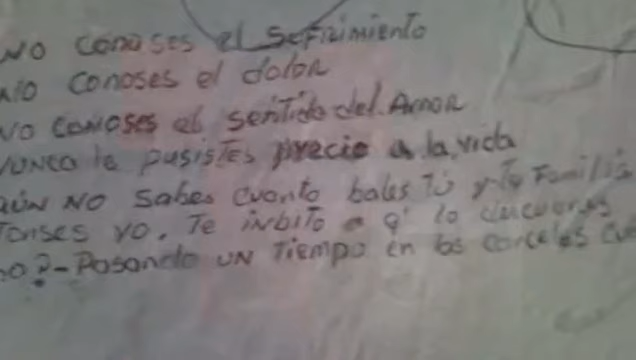 NO conoses el sefrimiento
NO conoses el dolor
NO conoses el sentido del Amor
NUNCA le pusistes precio a la vida
aún NO sabes cuanto bales Tú y Tu Familia
Tonses yo. Te inbito a q' lo
no?- Pasando UN Tiempo en las carceles